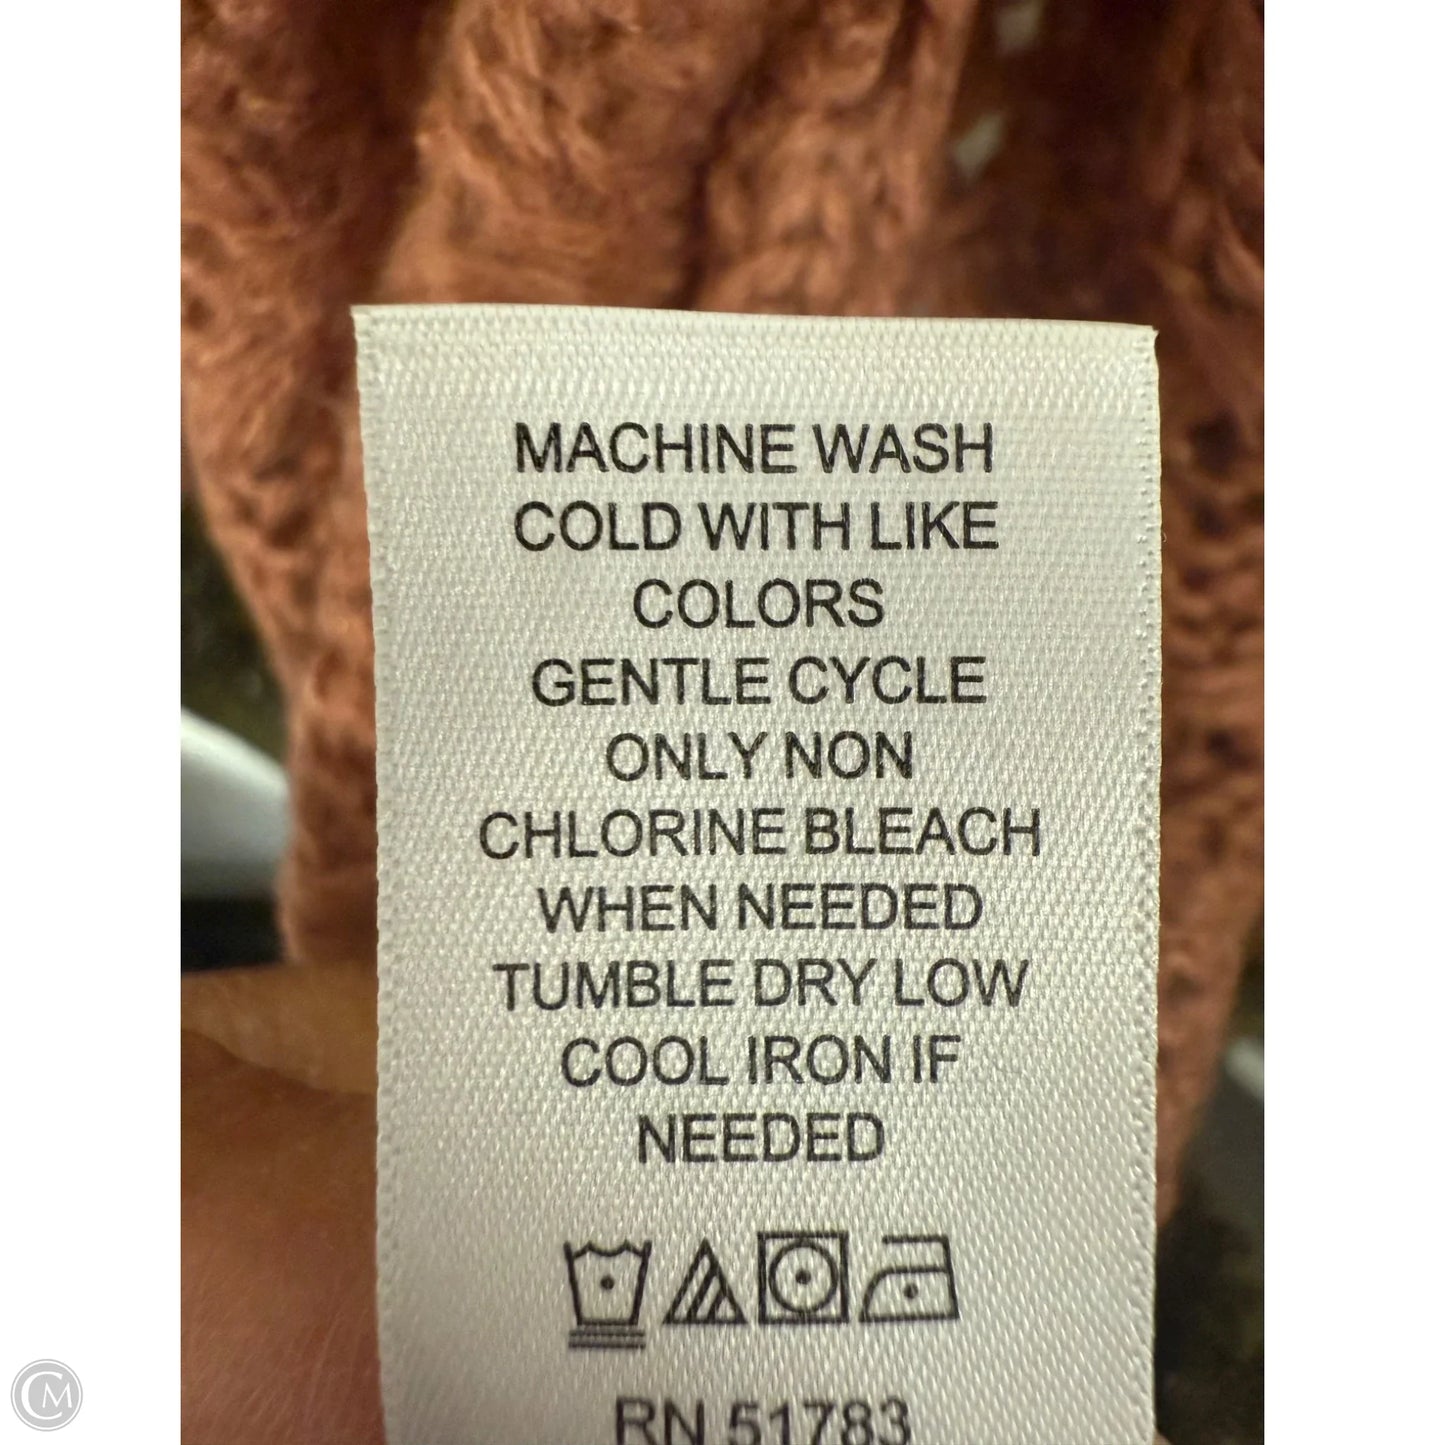 MACHINE WASH
COLD WITH LIKE
COLORS
GENTLE CYCLE
ONLY NON
CHLORINE BLEACH
WHEN NEEDED
TUMBLE DRY LOW
COOL IRON IF
NEEDED
RN 51783
CM